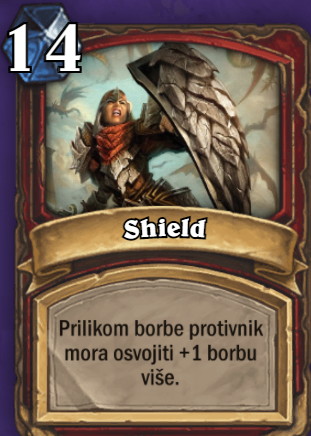 14
Shield
Prilikom borbe protivnik
mora osvojiti +1 borbu
više.